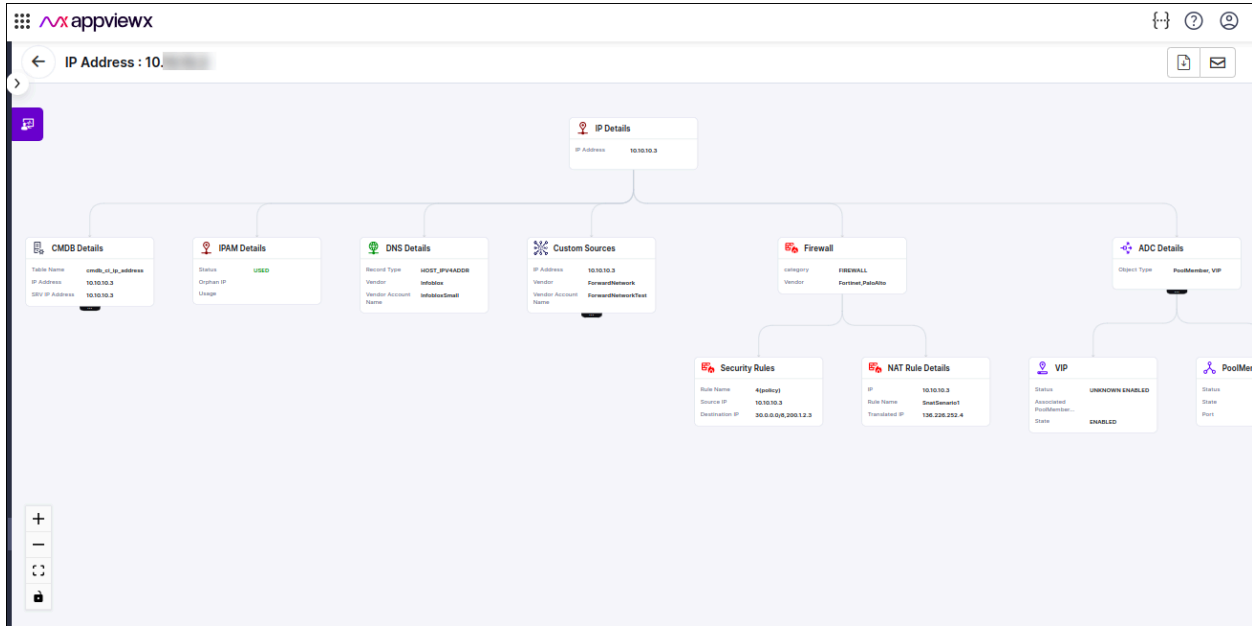 appviewx
{··}
IP Address : 10.
IP Details
IP Address 10.10.10.3
CMDB Details
Table Name cmdb_ci_ip_address
IP Address 10.10.10.3
SRV IP Address 10.10.10.3
IPAM Details
Status USED
Orphan IP
Usage
DNS Details
Record Type HOST_IPV4ADDR
Vendor Infoblox
Vendor Account Name InfobloxSmall
Custom Sources
IP Address 10.10.10.3
Vendor ForwardNetwork
Vendor Account Name ForwardNetworkTest
Firewall
category FIREWALL
Vendor Fortinet,PaloAlto
ADC Details
Object Type PoolMember, VIP
Security Rules
Rule Name 4(policy)
Source IP 10.10.10.3
Destination IP 30.0.0.0/8,200.1.2.3
NAT Rule Details
IP 10.10.10.3
Rule Name SnatSenario1
Translated IP 136.226.252.4
VIP
Status UNKNOWN ENABLED
Associated PoolMember...
State ENABLED
PoolMe
Status
State
Port